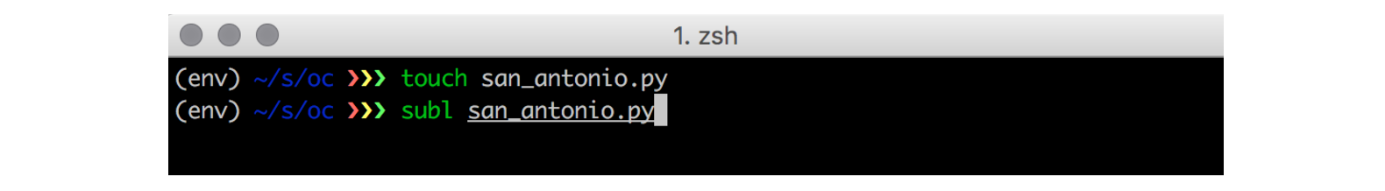 1. zsh
(env) ~/s/oc ❯❯❯ touch san_antonio.py
(env) ~/s/oc ❯❯❯ subl san_antonio.py